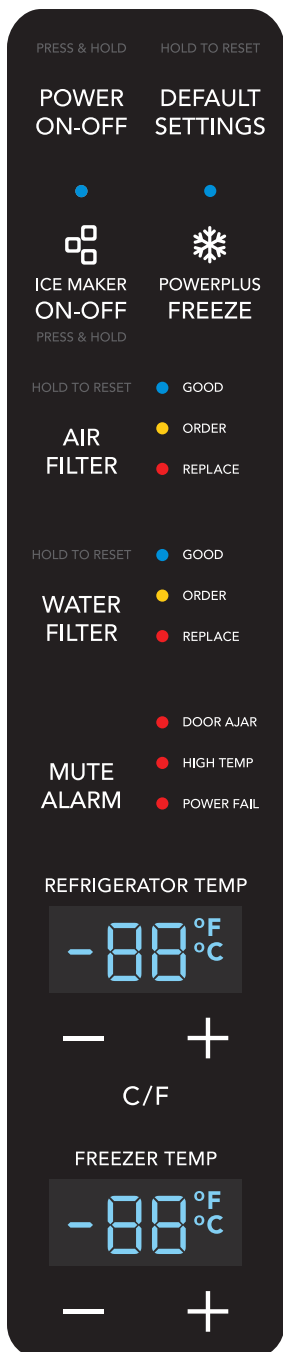 PRESS & HOLD
HOLD TO RESET
POWER
ON-OFF
DEFAULT
SETTINGS
ICE MAKER
ON-OFF
PRESS & HOLD
POWERPLUS
FREEZE
HOLD TO RESET
AIR
FILTER
GOOD
ORDER
REPLACE
HOLD TO RESET
WATER
FILTER
GOOD
ORDER
REPLACE
MUTE
ALARM
DOOR AJAR
HIGH TEMP
POWER FAIL
REFRIGERATOR TEMP
-88 °F
°C
— +
C/F
FREEZER TEMP
-88 °F
°C
— +